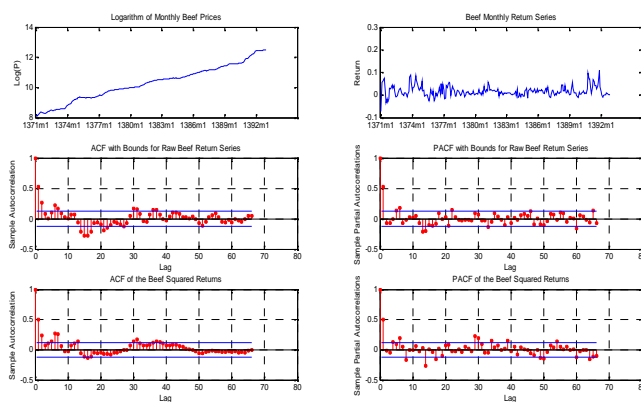 Logarithm of Monthly Beef Prices
Log(P)
12
10
8
1371m1 1374m1 1377m1 1380m1 1383m1 1386m1 1389m1 1392m1
Beef Monthly Return Series
Return
0.3
0.2
0.1
0
-0.1
1371m1 1374m1 1377m1 1380m1 1383m1 1386m1 1389m1 1392m1
ACF with Bounds for Raw Beef Return Series
Sample Autocorrelation
1
0.5
0
-0.5
0 10 20 30 40 50 60 70 80
Lag
PACF with Bounds for Raw Beef Return Series
Sample Partial Autocorrelations
1
0.5
0
-0.5
0 10 20 30 40 50 60 70 80
Lag
ACF of the Beef Squared Returns
Sample Autocorrelation
1
0.5
0
-0.5
0 10 20 30 40 50 60 70 80
Lag
PACF of the Beef Squared Returns
Sample Partial Autocorrelations
1
0.5
0
-0.5
0 10 20 30 40 50 60 70 80
Lag